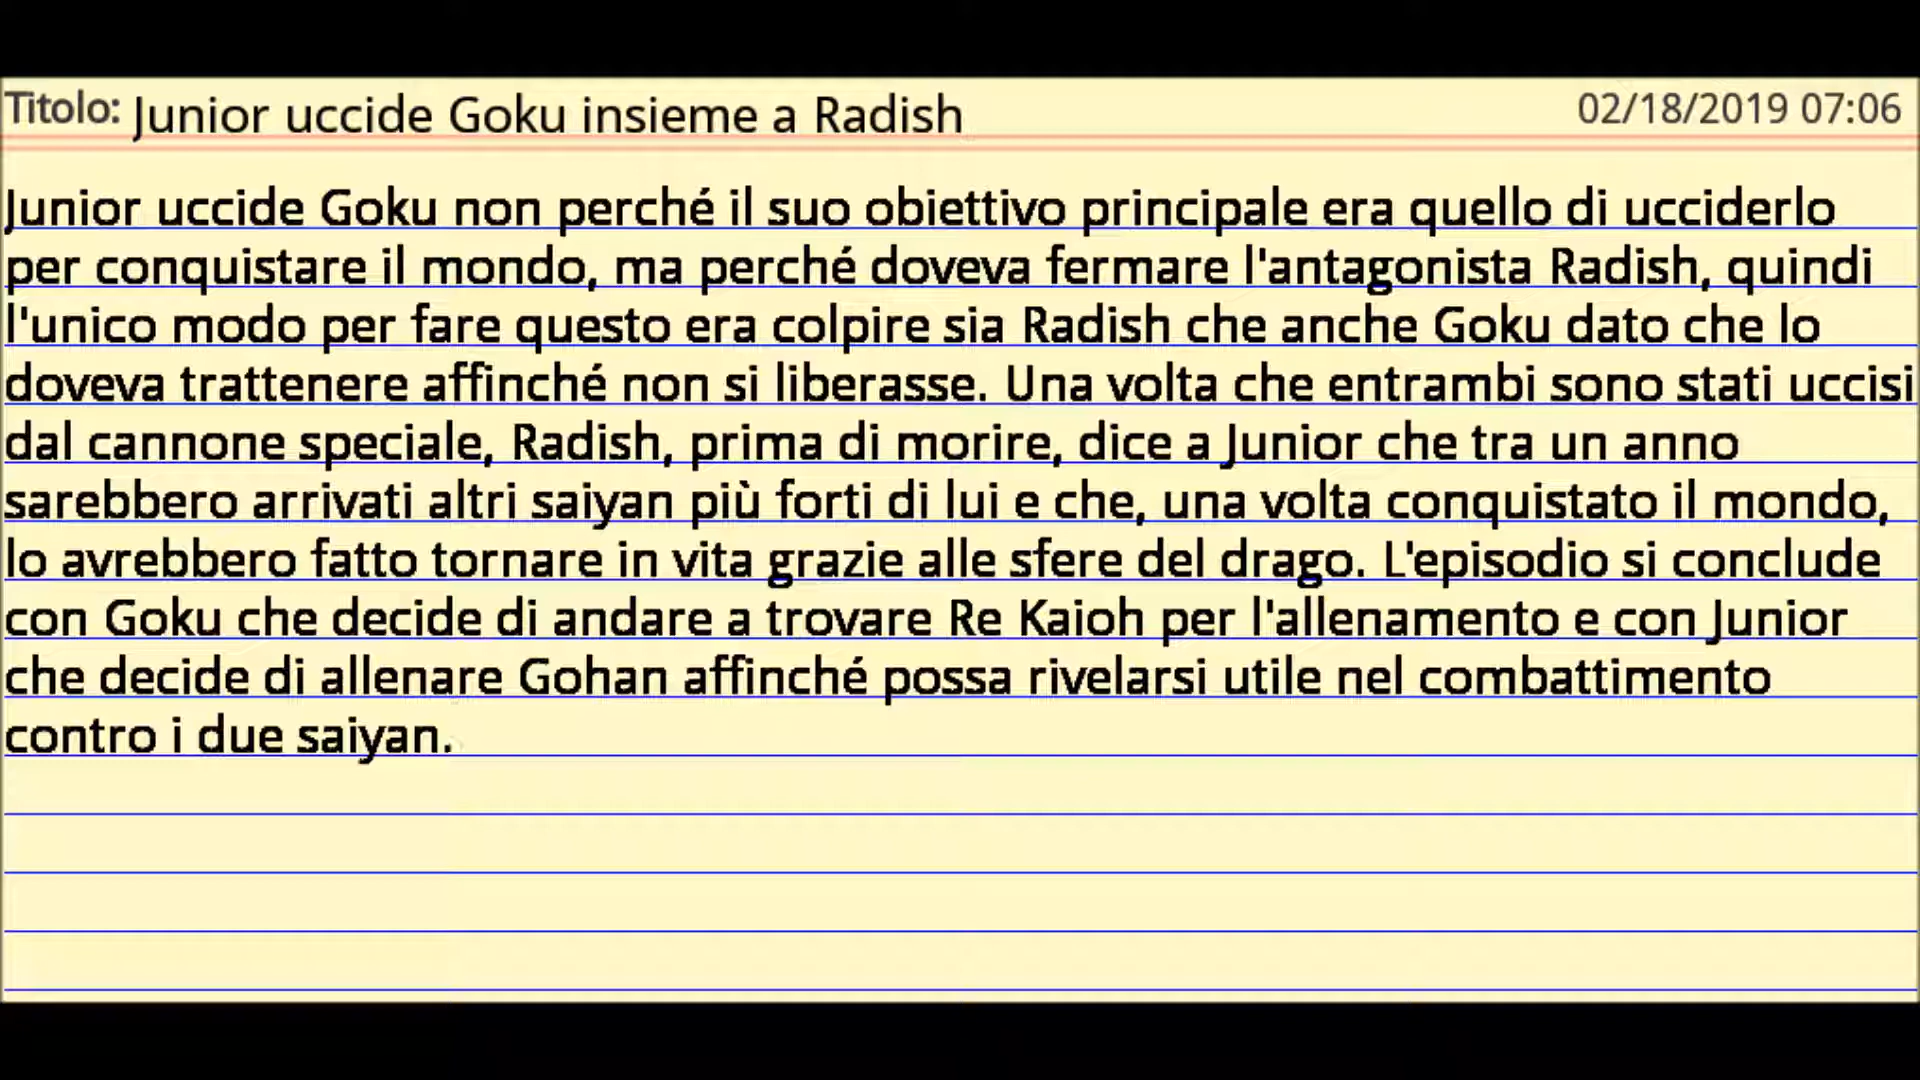 Titolo: Junior uccide Goku insieme a Radish 02/18/2019 07:06
Junior uccide Goku non perché il suo obiettivo principale era quello di ucciderlo
per conquistare il mondo, ma perché doveva fermare l'antagonista Radish, quindi
l'unico modo per fare questo era colpire sia Radish che anche Goku dato che lo
doveva trattenere affinché non si liberasse. Una volta che entrambi sono stati uccisi
dal cannone speciale, Radish, prima di morire, dice a Junior che tra un anno
sarebbero arrivati altri saiyan più forti di lui e che, una volta conquistato il mondo,
lo avrebbero fatto tornare in vita grazie alle sfere del drago. L'episodio si conclude
con Goku che decide di andare a trovare Re Kaioh per l'allenamento e con Junior
che decide di allenare Gohan affinché possa rivelarsi utile nel combattimento
contro i due saiyan.